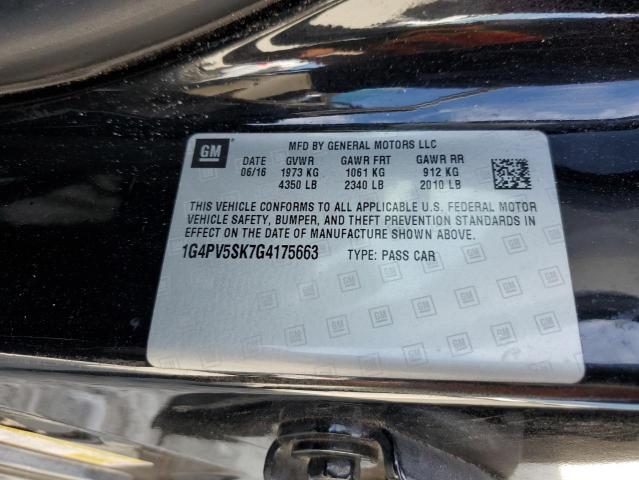 GM
MFD BY GENERAL MOTORS LLC
DATE GVWR GAWR FRT GAWR RR
06/16 1973 KG 1061 KG 912 KG
4350 LB 2340 LB 2010 LB
THIS VEHICLE CONFORMS TO ALL APPLICABLE U.S. FEDERAL MOTOR
VEHICLE SAFETY, BUMPER, AND THEFT PREVENTION STANDARDS IN
EFFECT ON THE DATE OF MANUFACTURE SHOWN ABOVE.
1G4PV5SK7G4175663 TYPE: PASS CAR